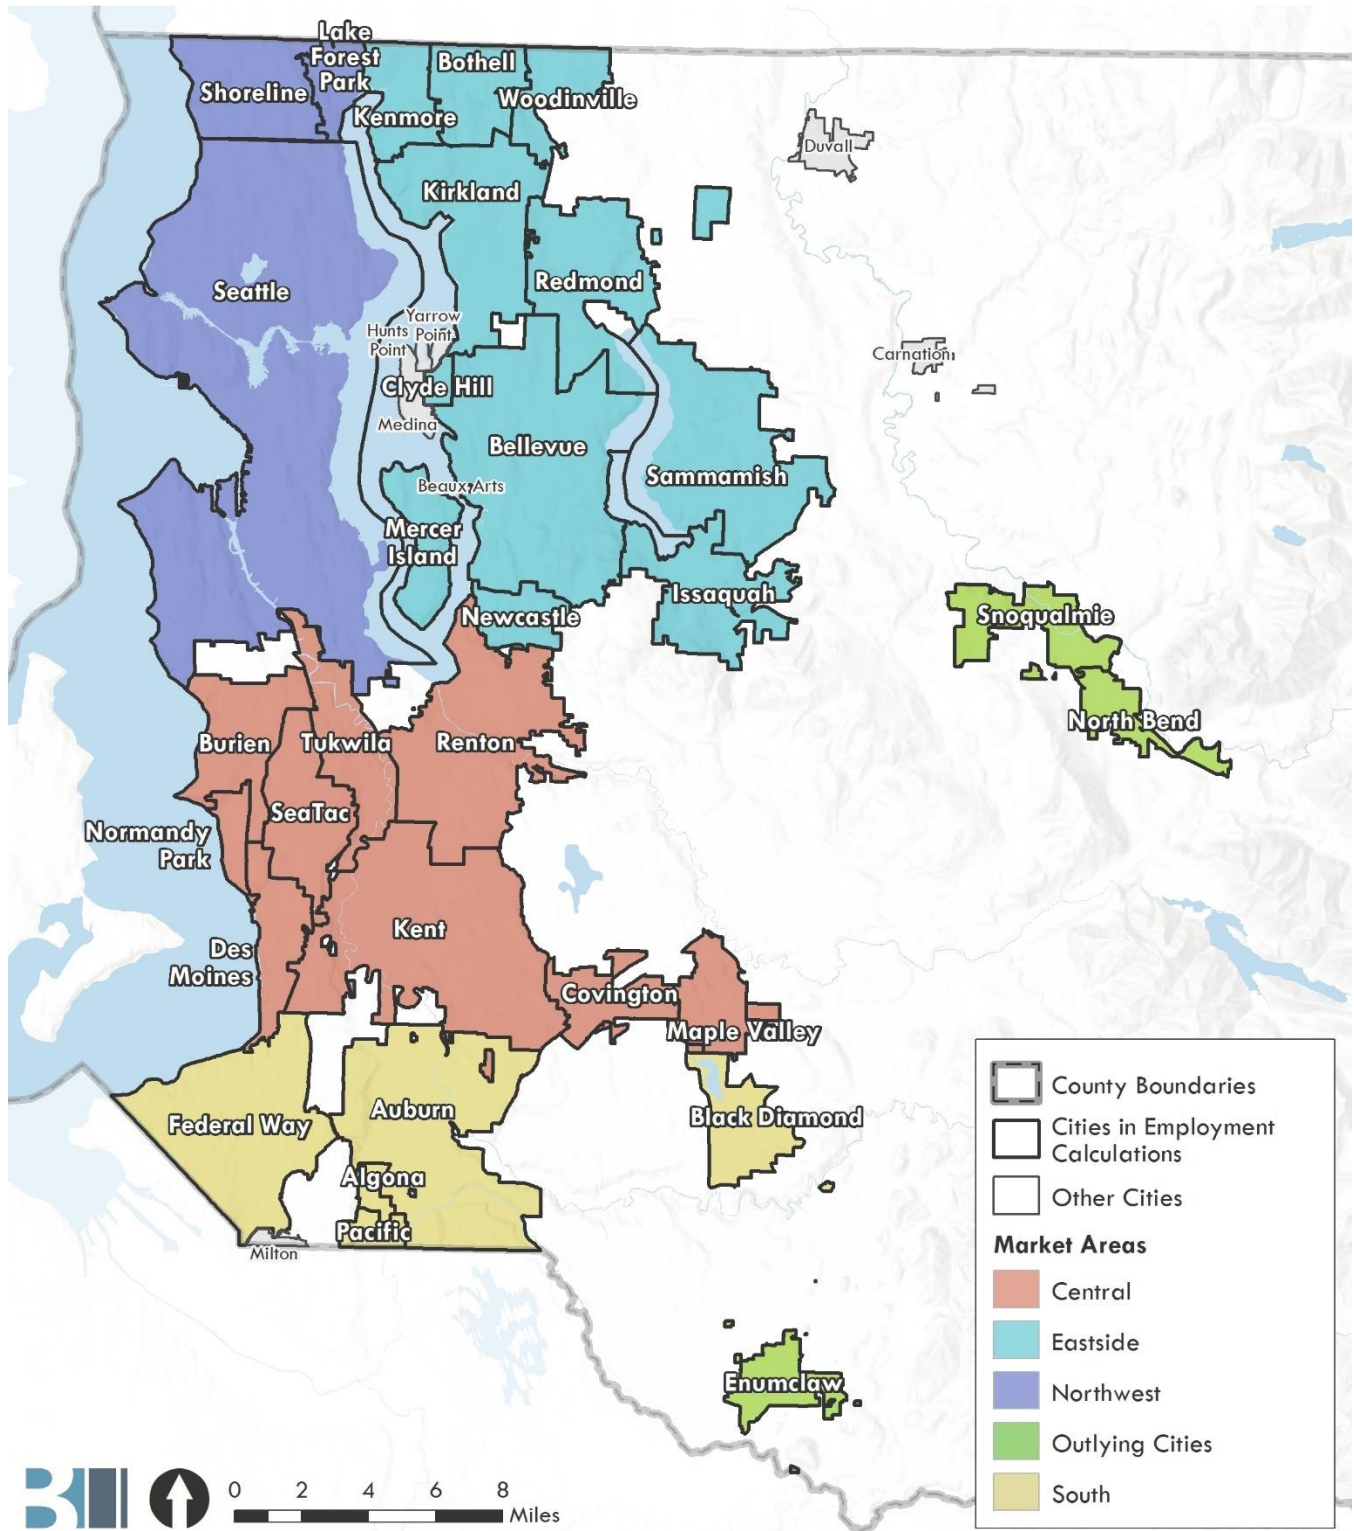 Lake
Forest
Park
Shoreline
Bothell
Woodinville
Kenmore
Duvall
Kirkland
Redmond
Seattle
Yarrow
Point
Hunts
Point
Carnation
Clyde Hill
Medina
Bellevue
Sammamish
Beaux Arts
Mercer
Island
Issaquah
Newcastle
Snoqualmie
North Bend
Burien
Tukwila
Renton
SeaTac
Normandy
Park
Kent
Des
Moines
Covington
Maple Valley
Federal Way
Auburn
Black Diamond
Algona
Pacific
Milton
Enumclaw
County Boundaries
Cities in Employment
Calculations
Other Cities
Market Areas
Central
Eastside
Northwest
Outlying Cities
South
0 2 4 6 8
Miles